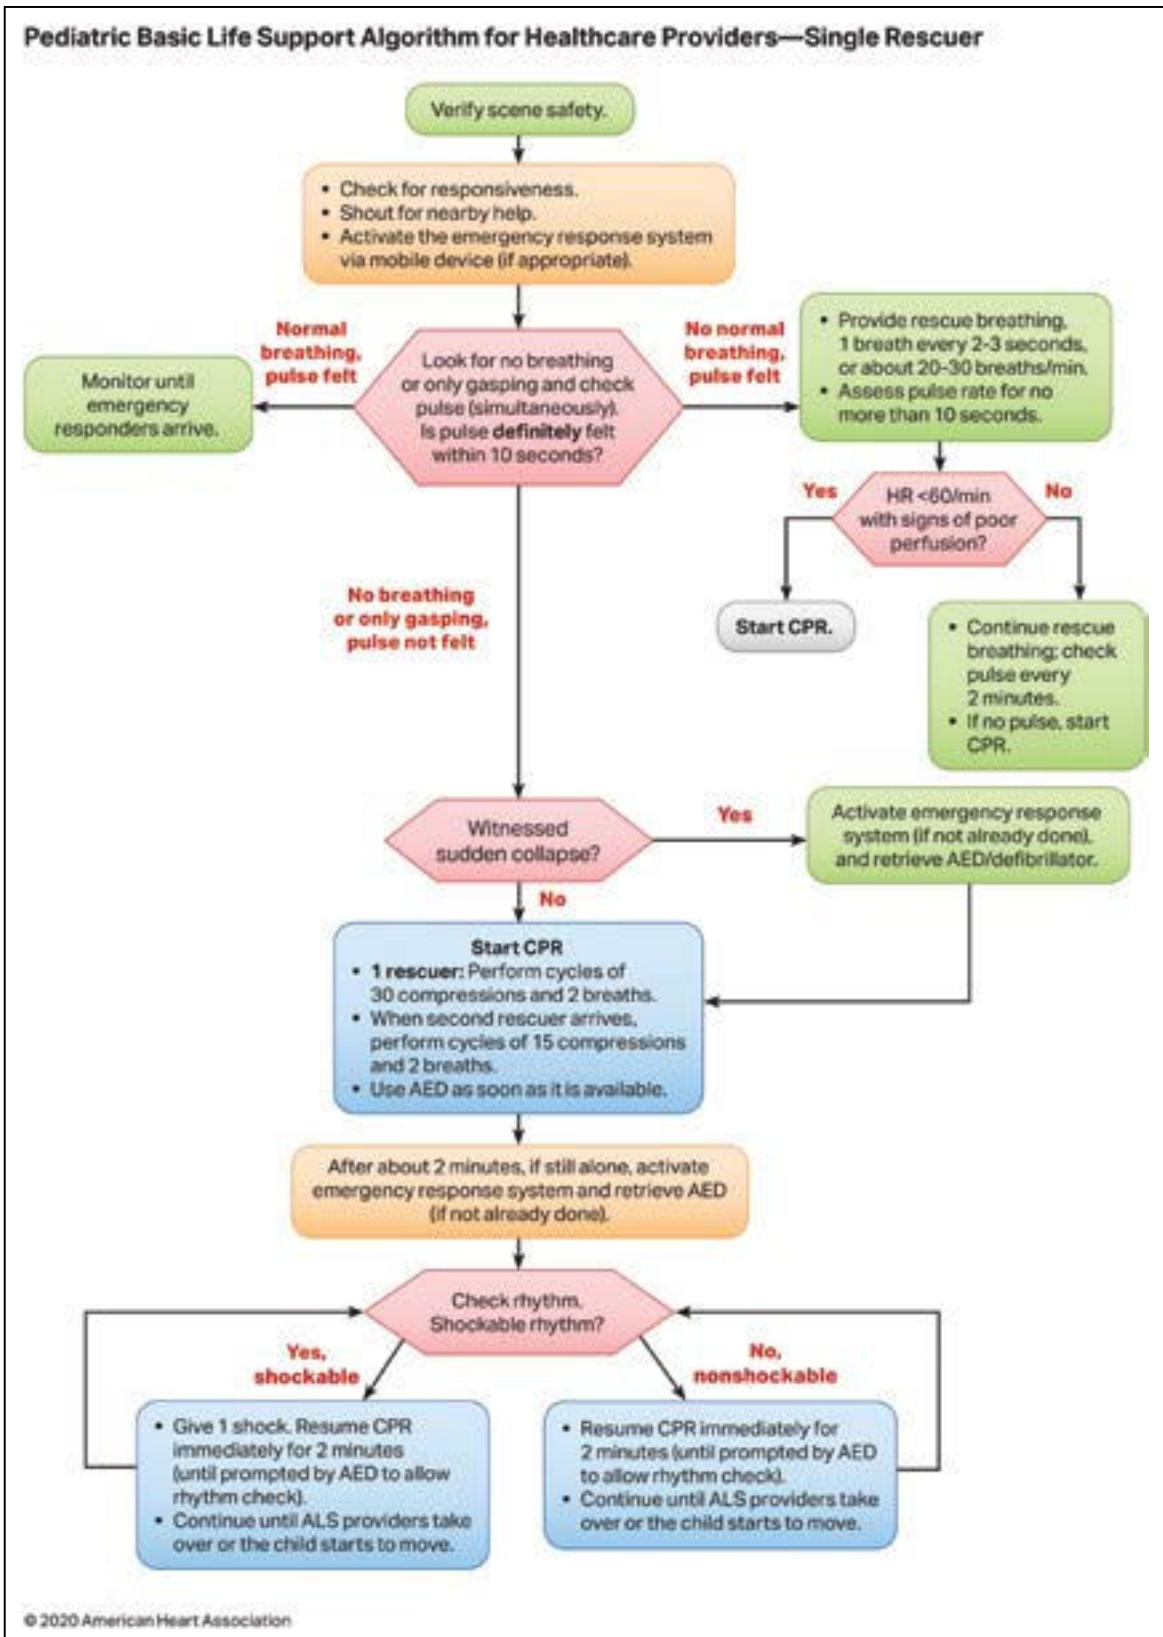 Pediatric Basic Life Support Algorithm for Healthcare Providers—Single Rescuer
Verify scene safety.
• Check for responsiveness.
• Shout for nearby help.
• Activate the emergency response system
via mobile device (if appropriate).
Normal
breathing,
pulse felt
Monitor until
emergency
responders arrive.
Look for no breathing
or only gasping and check
pulse (simultaneously).
Is pulse definitely felt
within 10 seconds?
No normal
breathing,
pulse felt
• Provide rescue breathing,
1 breath every 2-3 seconds,
or about 20-30 breaths/min.
• Assess pulse rate for no
more than 10 seconds.
Yes
HR <60/min
with signs of poor
perfusion?
No
Start CPR.
• Continue rescue
breathing; check
pulse every
2 minutes.
• If no pulse, start
CPR.
No breathing
or only gasping,
pulse not felt
Witnessed
sudden collapse?
Yes
Activate emergency response
system (if not already done),
and retrieve AED/defibrillator.
No
Start CPR
• 1 rescuer: Perform cycles of
30 compressions and 2 breaths.
• When second rescuer arrives,
perform cycles of 15 compressions
and 2 breaths.
• Use AED as soon as it is available.
After about 2 minutes, if still alone, activate
emergency response system and retrieve AED
(if not already done).
Check rhythm.
Shockable rhythm?
Yes,
shockable
No,
nonshockable
• Give 1 shock. Resume CPR
immediately for 2 minutes
(until prompted by AED to allow
rhythm check).
• Continue until ALS providers take
over or the child starts to move.
• Resume CPR immediately for
2 minutes (until prompted by AED
to allow rhythm check).
• Continue until ALS providers take
over or the child starts to move.
© 2020 American Heart Association